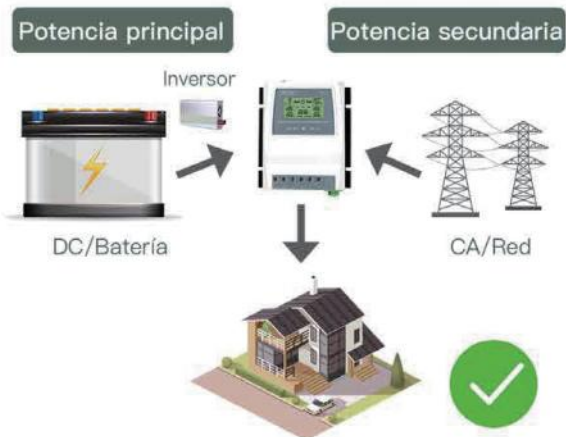 Potencia principal
Potencia secundaria
Inversor
DC/Batería
CA/Red